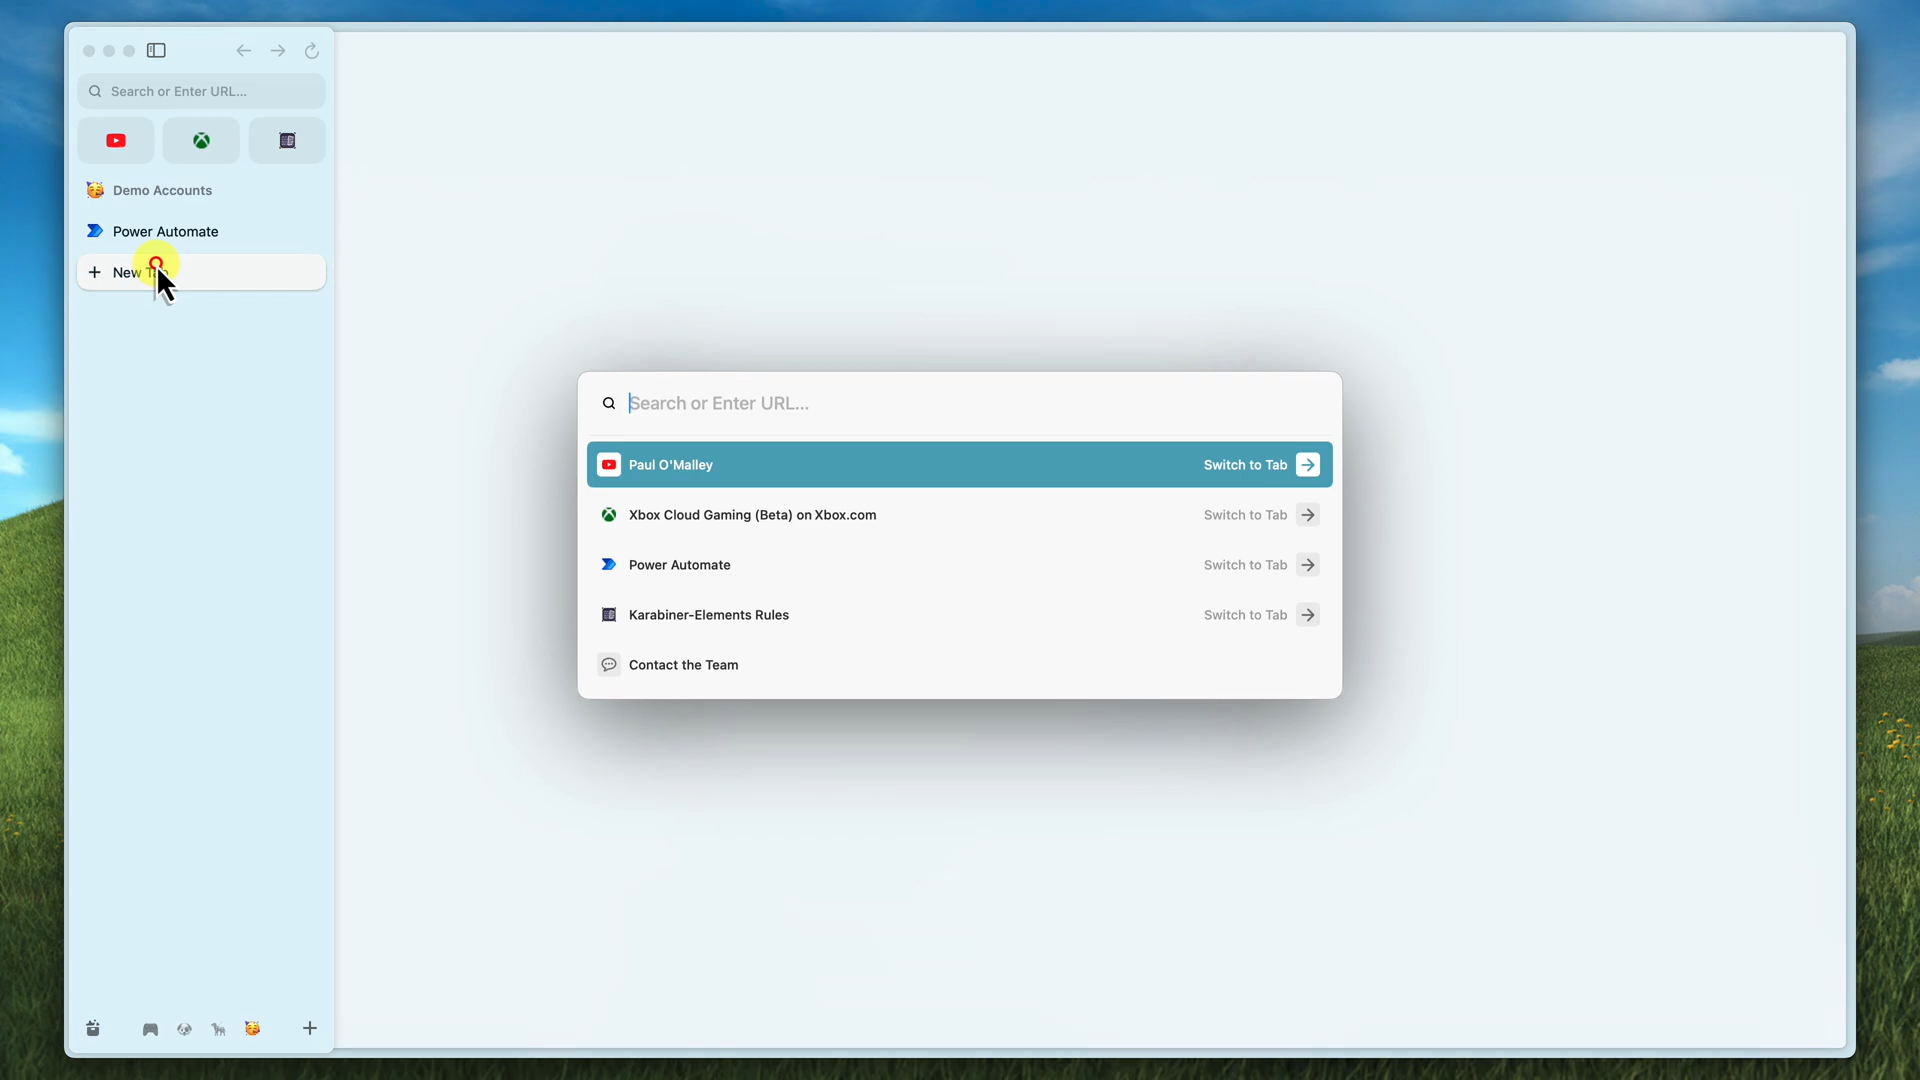 Search or Enter URL...
Demo Accounts
Power Automate
New Tab
Search or Enter URL...
Paul O'Malley Switch to Tab
Xbox Cloud Gaming (Beta) on Xbox.com Switch to Tab
Power Automate Switch to Tab
Karabiner-Elements Rules Switch to Tab
Contact the Team